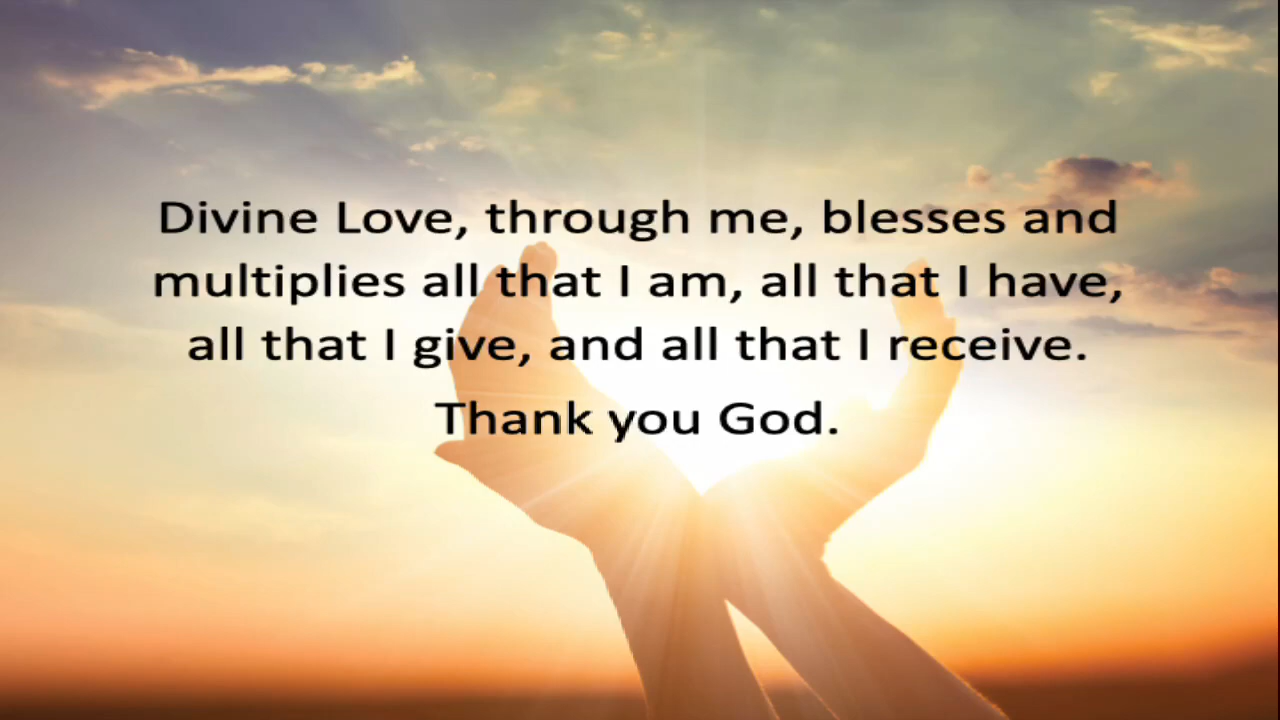 Divine Love, through me, blesses and
multiplies all that I am, all that I have,
all that I give, and all that I receive.
Thank you God.